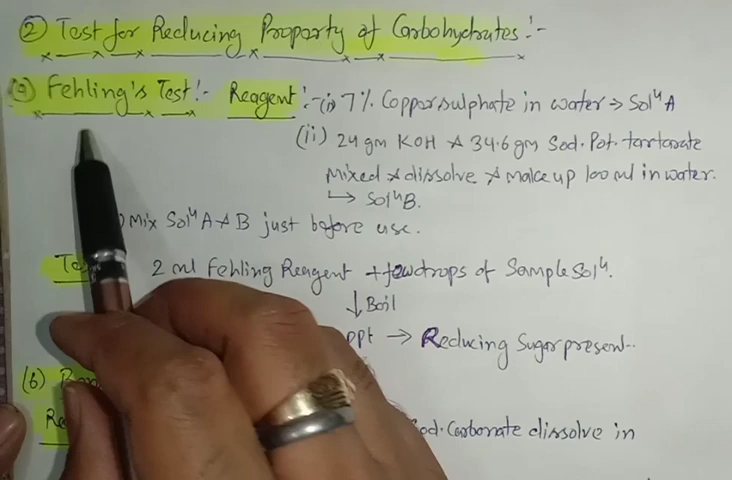 ② Test for Reducing Property of Carbohydrates:-
(a) Fehling's Test:- Reagent:-(i) 7% Coppersulphate in water → Solⁿ A
(ii) 24 gm KOH & 34.6 gm Sod. Pot. tartarate
Mixed & dissolve & make up 100 ml in water.
↳ Solⁿ B.
Mix Solⁿ A & B just before use.
2 ml Fehling Reagent + few drops of Sample Solⁿ.
↓ Boil
ppt → Reducing Sugar present..
(b)
Sod. Carbonate dissolve in